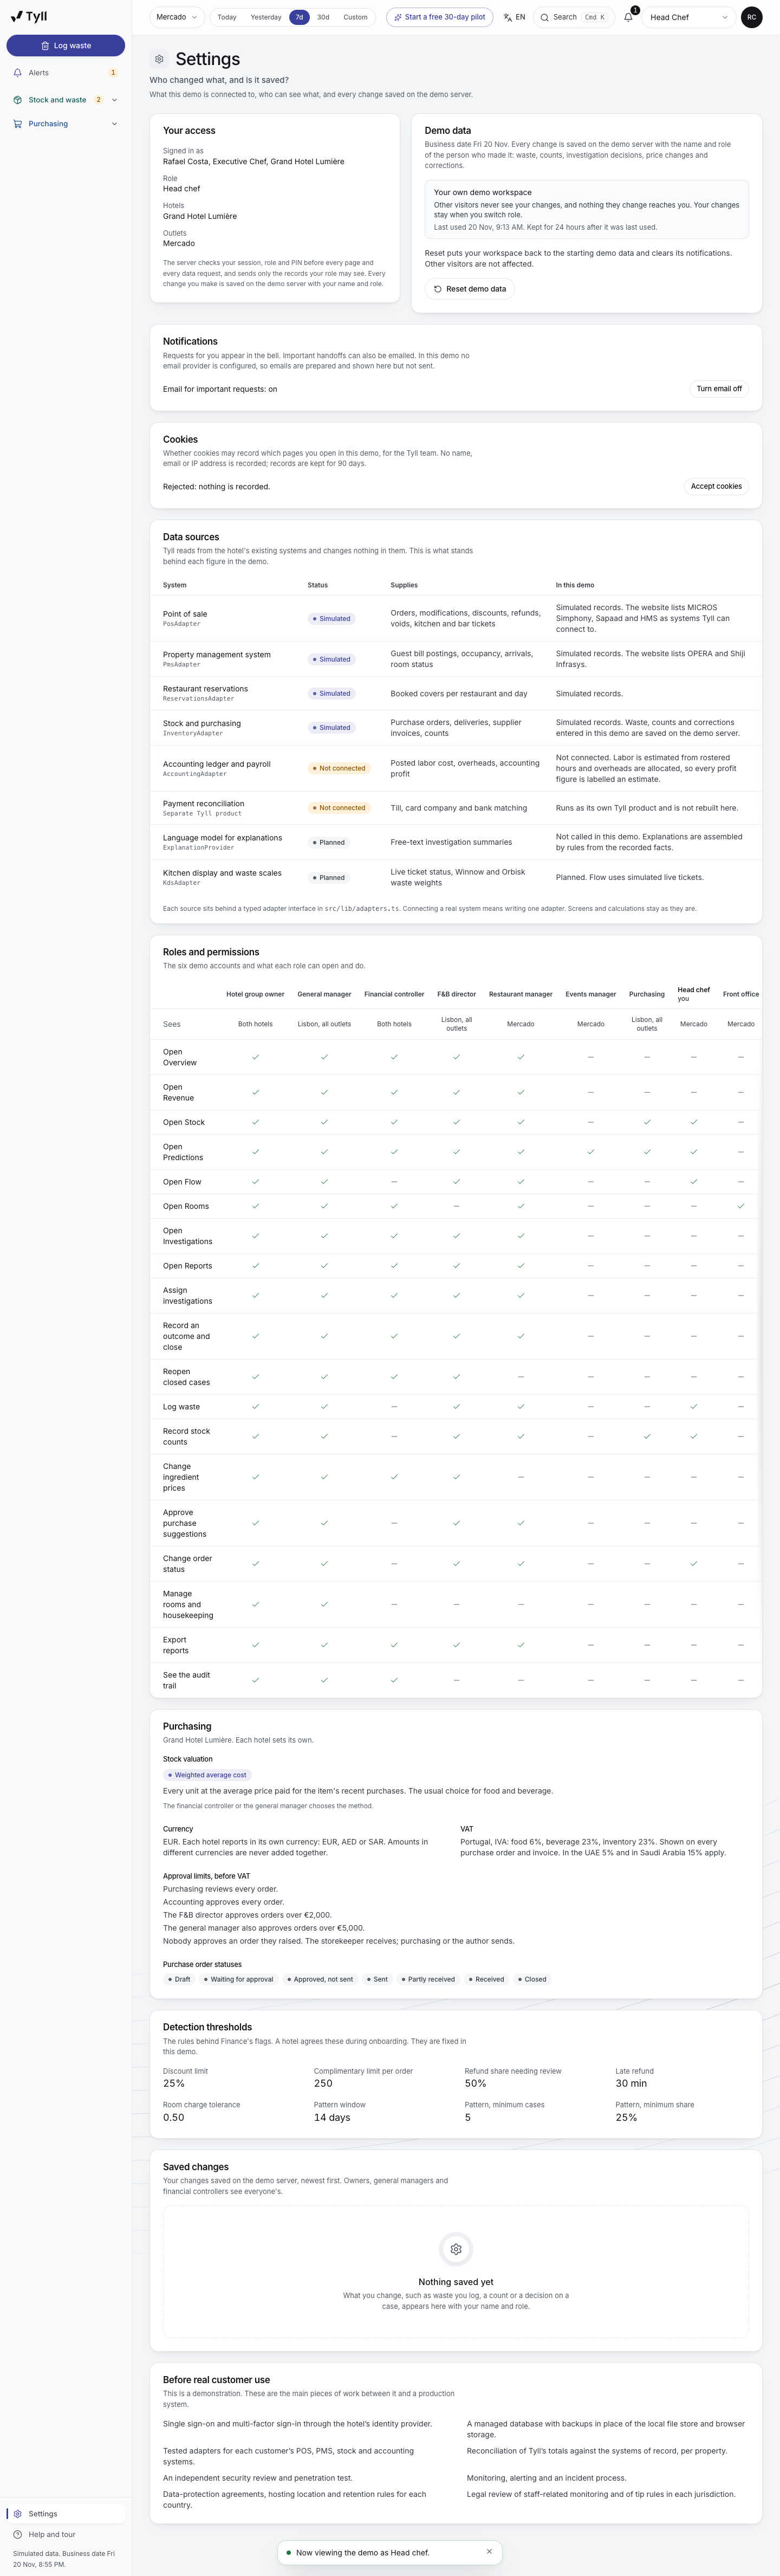 Tyll
Log waste
Alerts 1
Stock and waste 2
Purchasing
Mercado
Today Yesterday 7d 30d Custom
Start a free 30-day pilot
EN
Search Cmd K
1
Head Chef
RC
Settings
Who changed what, and is it saved?
What this demo is connected to, who can see what, and every change saved on the demo server.
Your access
Signed in as
Rafael Costa, Executive Chef, Grand Hotel Lumière
Role
Head chef
Hotels
Grand Hotel Lumière
Outlets
Mercado
The server checks your session, role and PIN before every page and
every data request, and sends only the records your role may see. Every
change you make is saved on the demo server with your name and role.
Demo data
Business date Fri 20 Nov. Every change is saved on the demo server with the name and role
of the person who made it: waste, counts, investigation decisions, price changes and
corrections.
Your own demo workspace
Other visitors never see your changes, and nothing they change reaches you. Your changes
stay when you switch role.
Last used 20 Nov, 9:13 AM. Kept for 24 hours after it was last used.
Reset puts your workspace back to the starting demo data and clears its notifications.
Other visitors are not affected.
Reset demo data
Notifications
Requests for you appear in the bell. Important handoffs can also be emailed. In this demo no
email provider is configured, so emails are prepared and shown here but not sent.
Email for important requests: on
Turn email off
Cookies
Whether cookies may record which pages you open in this demo, for the Tyll team. No name,
email or IP address is recorded; records are kept for 90 days.
Rejected: nothing is recorded.
Accept cookies
Data sources
Tyll reads from the hotel's existing systems and changes nothing in them. This is what stands
behind each figure in the demo.
System Status Supplies In this demo
Point of sale
PosAdapter
Simulated
Orders, modifications, discounts, refunds,
voids, kitchen and bar tickets
Simulated records. The website lists MICROS
Simphony, Sapaad and HMS as systems Tyll can
connect to.
Property management system
PmsAdapter
Simulated
Guest bill postings, occupancy, arrivals,
room status
Simulated records. The website lists OPERA and Shiji
Infrasys.
Restaurant reservations
ReservationsAdapter
Simulated
Booked covers per restaurant and day
Simulated records.
Stock and purchasing
InventoryAdapter
Simulated
Purchase orders, deliveries, supplier
invoices, counts
Simulated records. Waste, counts and corrections
entered in this demo are saved on the demo server.
Accounting ledger and payroll
AccountingAdapter
Not connected
Posted labor cost, overheads, accounting
profit
Not connected. Labor is estimated from rostered
hours and overheads are allocated, so every profit
figure is labelled an estimate.
Payment reconciliation
Separate Tyll product
Not connected
Till, card company and bank matching
Runs as its own Tyll product and is not rebuilt here.
Language model for explanations
ExplanationProvider
Planned
Free-text investigation summaries
Not called in this demo. Explanations are assembled
by rules from the recorded facts.
Kitchen display and waste scales
KdsAdapter
Planned
Live ticket status, Winnow and Orbisk
waste weights
Planned. Flow uses simulated live tickets.
Each source sits behind a typed adapter interface in src/lib/adapters.ts. Connecting a real system means writing one adapter. Screens and calculations stay as they are.
Roles and permissions
The six demo accounts and what each role can open and do.
Hotel group owner General manager Financial controller F&B director Restaurant manager Events manager Purchasing Head chef Front office
you
Sees Both hotels Lisbon, all outlets Both hotels Lisbon, all outlets Mercado Mercado Lisbon, all outlets Mercado Mercado
Open
Overview
Open
Revenue
Open Stock
Open
Predictions
Open Flow
Open Rooms
Open
Investigations
Open Reports
Assign
investigations
Record an
outcome and
close
Reopen
closed cases
Log waste
Record stock
counts
Change
ingredient
prices
Approve
purchase
suggestions
Change order
status
Manage
rooms and
housekeeping
Export
reports
See the audit
trail
Purchasing
Grand Hotel Lumière. Each hotel sets its own.
Stock valuation
Weighted average cost
Every unit at the average price paid for the item's recent purchases. The usual choice for food and beverage.
The financial controller or the general manager chooses the method.
Currency
EUR. Each hotel reports in its own currency: EUR, AED or SAR. Amounts in
different currencies are never added together.
VAT
Portugal, IVA: food 6%, beverage 23%, inventory 23%. Shown on every
purchase order and invoice. In the UAE 5% and in Saudi Arabia 15% apply.
Approval limits, before VAT
Purchasing reviews every order.
Accounting approves every order.
The F&B director approves orders over €2,000.
The general manager also approves orders over €5,000.
Nobody approves an order they raised. The storekeeper receives; purchasing or the author sends.
Purchase order statuses
Draft Waiting for approval Approved, not sent Sent Partly received Received Closed
Detection thresholds
The rules behind Finance's flags. A hotel agrees these during onboarding. They are fixed in
this demo.
Discount limit Complimentary limit per order Refund share needing review Late refund
25% 250 50% 30 min
Room charge tolerance Pattern window Pattern, minimum cases Pattern, minimum share
0.50 14 days 5 25%
Saved changes
Your changes saved on the demo server, newest first. Owners, general managers and
financial controllers see everyone's.
Nothing saved yet
What you change, such as waste you log, a count or a decision on a
case, appears here with your name and role.
Before real customer use
This is a demonstration. These are the main pieces of work between it and a production
system.
Single sign-on and multi-factor sign-in through the hotel's identity provider.
A managed database with backups in place of the local file store and browser
storage.
Tested adapters for each customer's POS, PMS, stock and accounting
systems.
Reconciliation of Tyll's totals against the systems of record, per property.
An independent security review and penetration test.
Monitoring, alerting and an incident process.
Data-protection agreements, hosting location and retention rules for each
country.
Legal review of staff-related monitoring and of tip rules in each jurisdiction.
Settings
Help and tour
Simulated data. Business date Fri
20 Nov, 8:55 PM.
Now viewing the demo as Head chef.